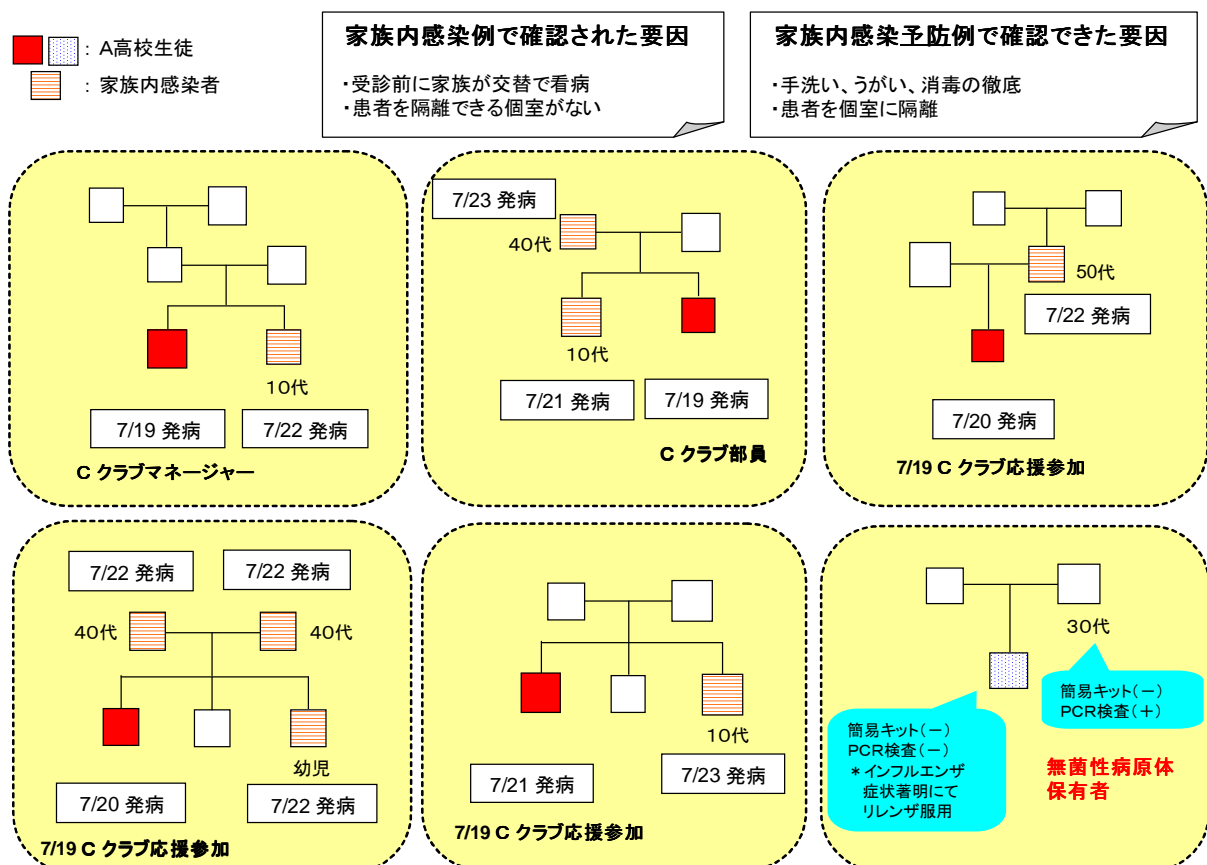 ：A高校生徒
：家族内感染者
家族内感染例で確認された要因
・受診前に家族が交替で看病
・患者を隔離できる個室がない
家族内感染予防例で確認できた要因
・手洗い、うがい、消毒の徹底
・患者を個室に隔離
10代
7/19 発病
7/22 発病
C クラブマネージャー
7/23 発病
40代
10代
7/21 発病
7/19 発病
C クラブ部員
50代
7/22 発病
7/20 発病
7/19 C クラブ応援参加
7/22 発病
7/22 発病
40代
40代
幼児
7/20 発病
7/22 発病
7/19 C クラブ応援参加
10代
7/21 発病
7/23 発病
7/19 C クラブ応援参加
30代
簡易キット(－)
PCR検査(＋)
簡易キット(－)
PCR検査(－)
＊インフルエンザ
症状著明にて
リレンザ服用
無菌性病原体
保有者